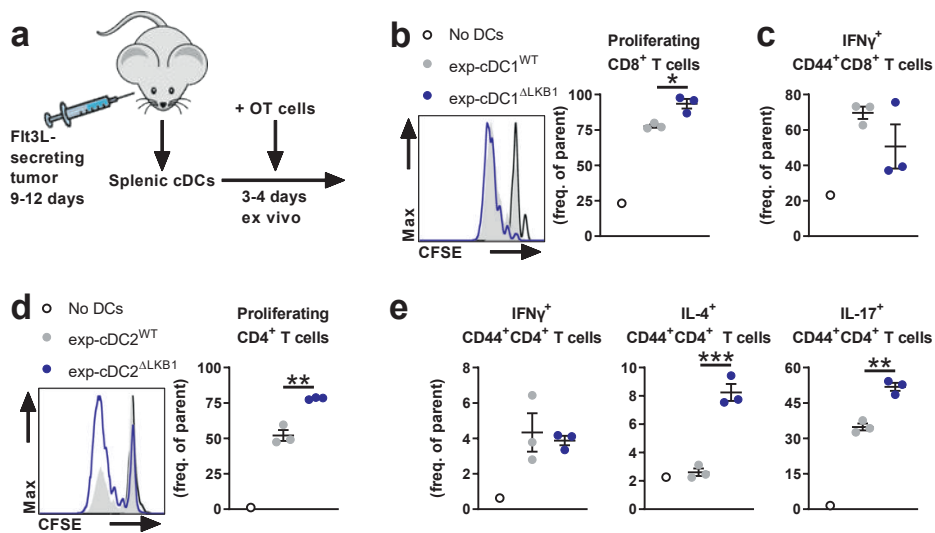 a
Flt3L-
secreting
tumor
9-12 days
Splenic cDCs
+ OT cells
3-4 days
ex vivo
b
No DCs
exp-cDC1WT
exp-cDC1ΔLKB1
Max
CFSE
Proliferating
CD8+ T cells
(freq. of parent)
100
75
50
25
0
*
c
IFNγ+
CD44+CD8+ T cells
(freq. of parent)
80
60
40
20
0
d
No DCs
exp-cDC2WT
exp-cDC2ΔLKB1
Max
CFSE
Proliferating
CD4+ T cells
(freq. of parent)
100
75
50
25
0
**
e
IFNγ+
CD44+CD4+ T cells
(freq. of parent)
8
6
4
2
0
IL-4+
CD44+CD4+ T cells
10
8
6
4
2
0
***
IL-17+
CD44+CD4+ T cells
60
45
30
15
0
**